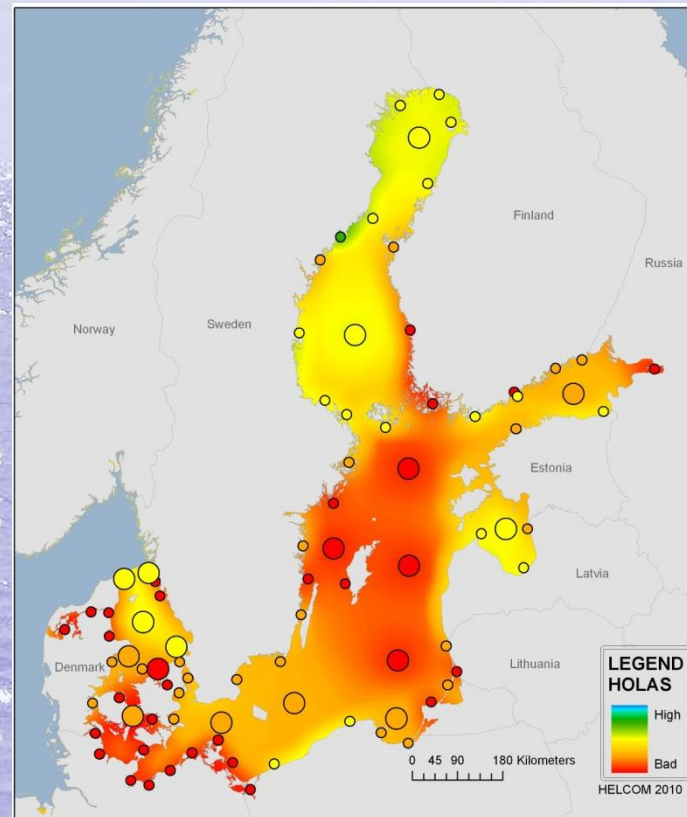 Finland
Russia
Norway
Sweden
Estonia
Latvia
Denmark
Lithuania
LEGEND
HOLAS
High
Bad
0 45 90 180 Kilometers
HELCOM 2010